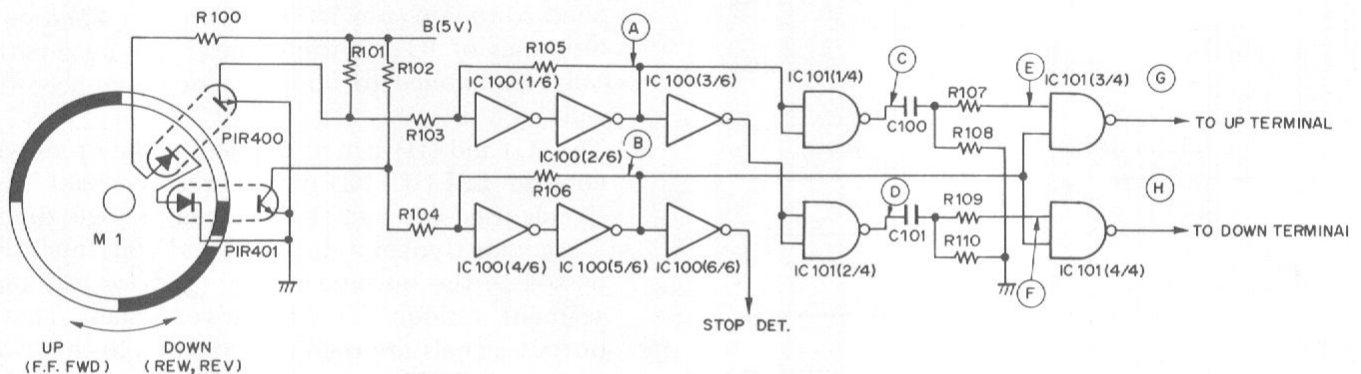 R100
B(5V)
R101
R102
R105
A
IC100(1/6)
IC100(3/6)
IC101(1/4)
C
R107
E
IC101(3/4)
G
PIR400
R103
IC100(2/6)
B
C100
R108
TO UP TERMINAL
R106
D
R109
H
M1
R104
PIR401
IC100(4/6)
IC100(5/6)
IC100(6/6)
IC101(2/4)
C101
R110
TO DOWN TERMINAl
F
IC101(4/4)
STOP DET.
UP
(F.F. FWD)
DOWN
(REW, REV)